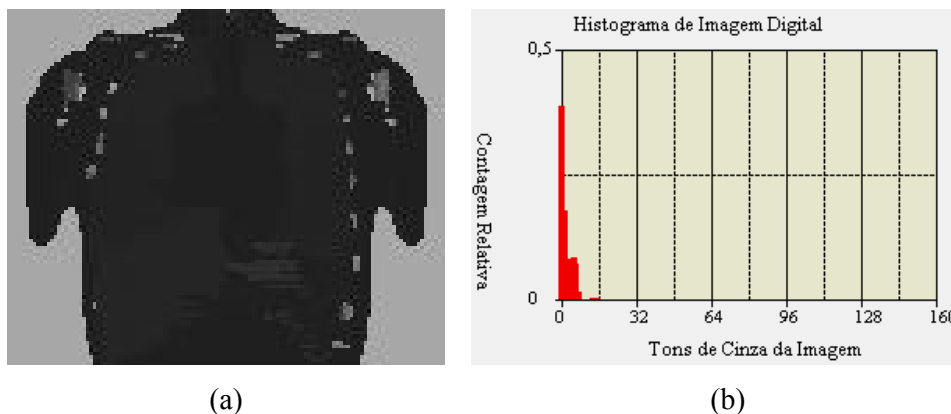 Histograma de Imagem Digital
0,5
Contagem Relativa
0
0 32 64 96 128 160
Tons de Cinza da Imagem
(a) (b)